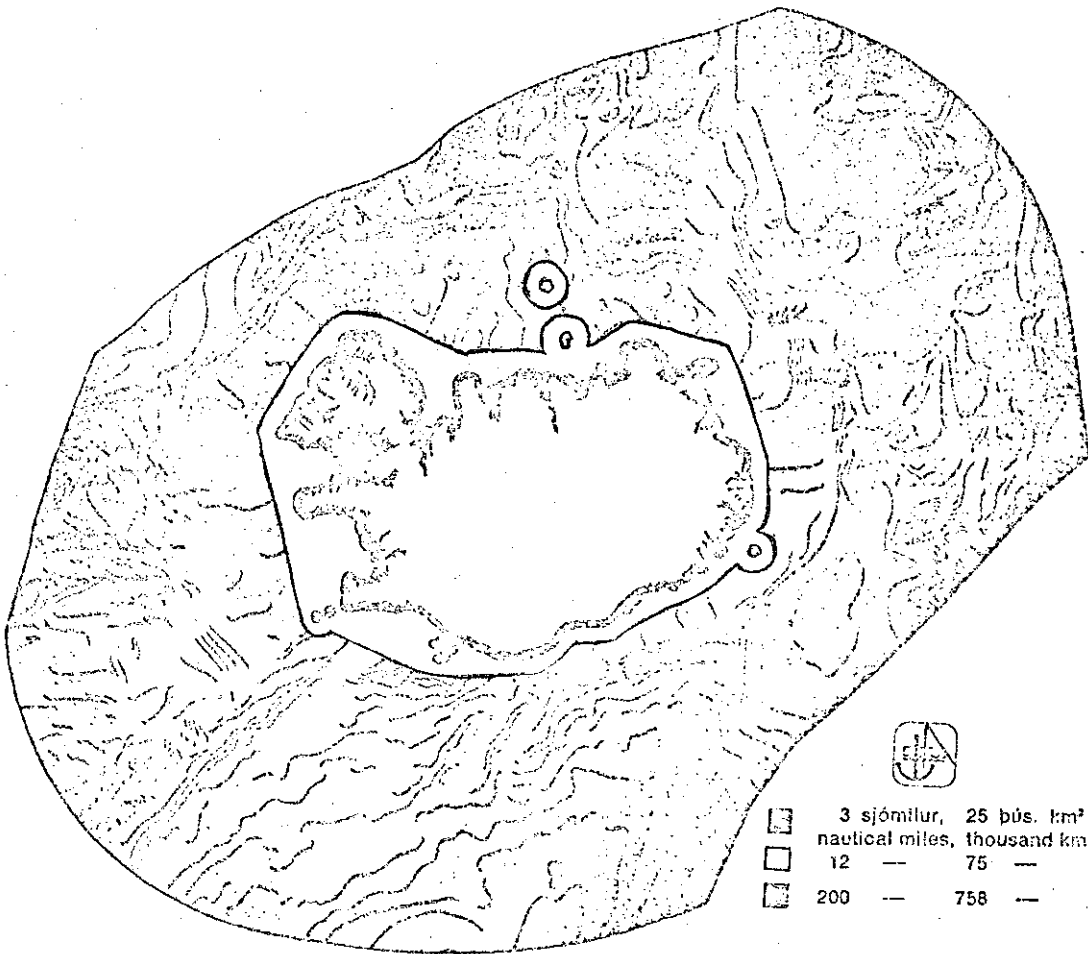 3 sjómílur, 25 þús. km²
nautical miles, thousand km
12 — 75 —
200 — 758 —